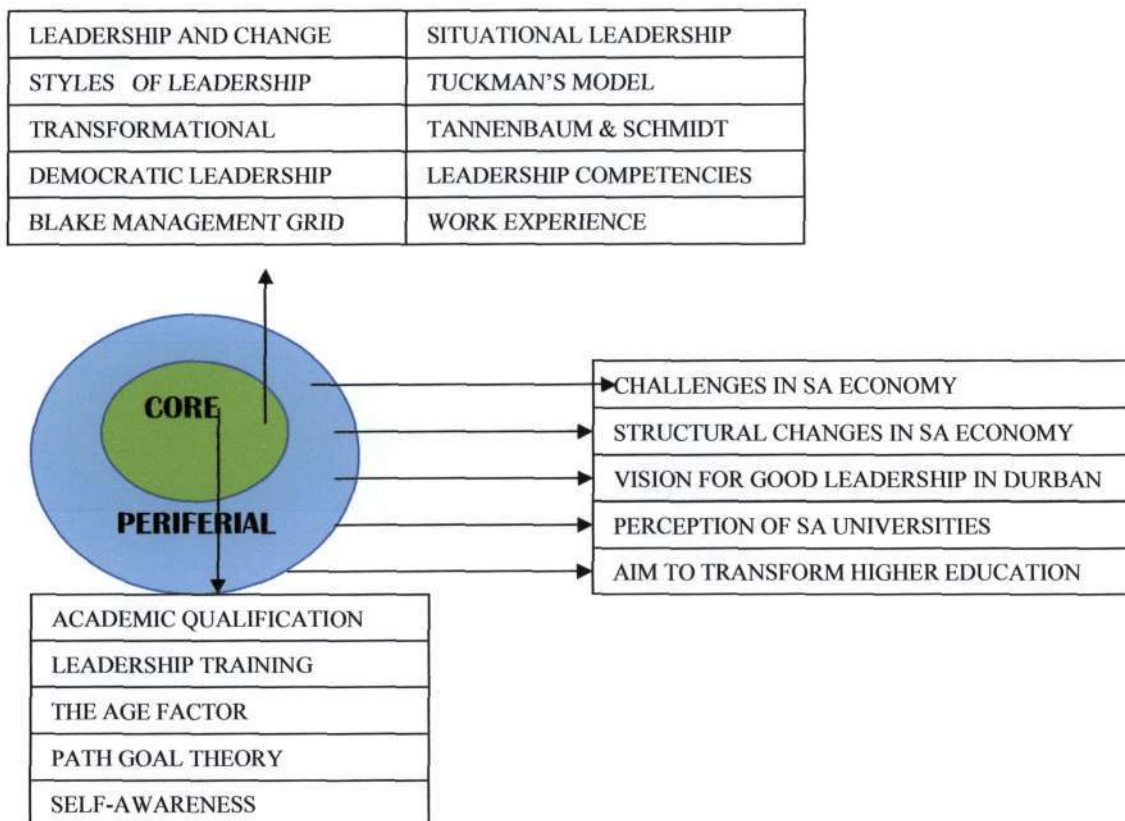 LEADERSHIP AND CHANGE
SITUATIONAL LEADERSHIP
STYLES OF LEADERSHIP
TUCKMAN'S MODEL
TRANSFORMATIONAL
TANNENBAUM & SCHMIDT
DEMOCRATIC LEADERSHIP
LEADERSHIP COMPETENCIES
BLAKE MANAGEMENT GRID
WORK EXPERIENCE
CORE
PERIFERIAL
CHALLENGES IN SA ECONOMY
STRUCTURAL CHANGES IN SA ECONOMY
VISION FOR GOOD LEADERSHIP IN DURBAN
PERCEPTION OF SA UNIVERSITIES
AIM TO TRANSFORM HIGHER EDUCATION
ACADEMIC QUALIFICATION
LEADERSHIP TRAINING
THE AGE FACTOR
PATH GOAL THEORY
SELF-AWARENESS